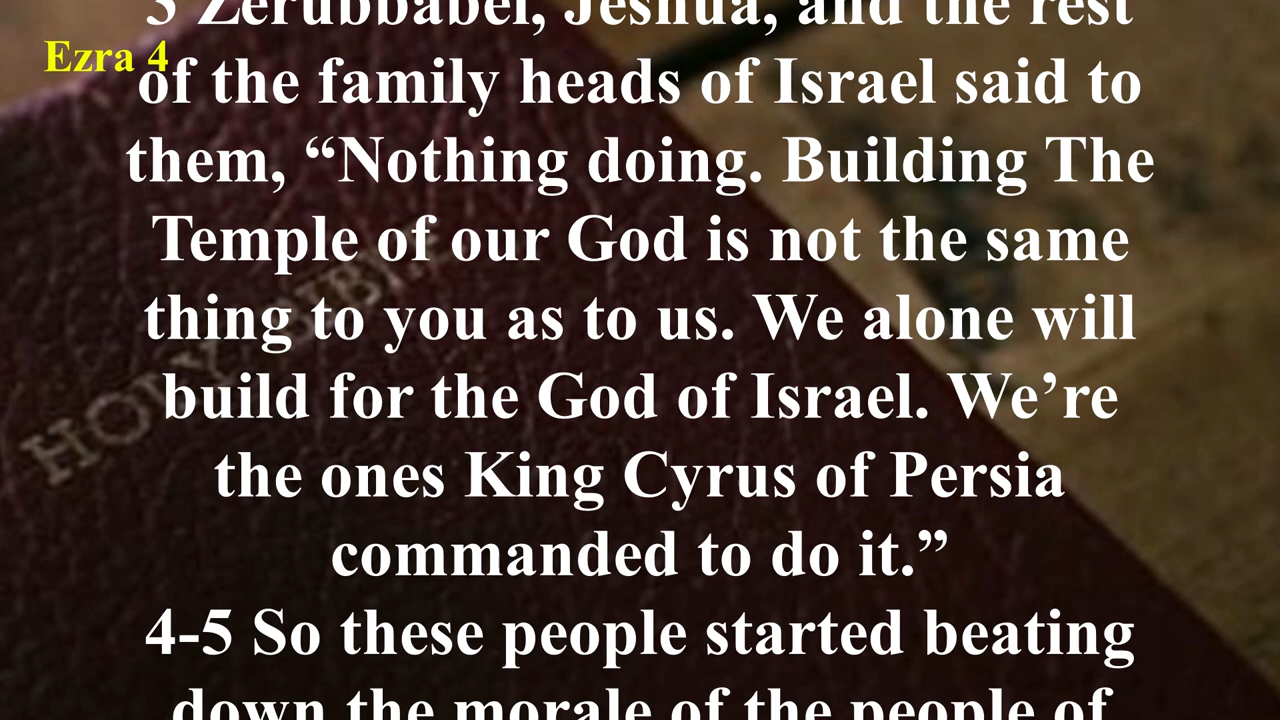 3 Zerubbabel, Jeshua, and the rest
Ezra 4
of the family heads of Israel said to
them, “Nothing doing. Building The
Temple of our God is not the same
thing to you as to us. We alone will
build for the God of Israel. We’re
the ones King Cyrus of Persia
commanded to do it.”
4-5 So these people started beating
down the morale of the people of
HOLY BIBLE